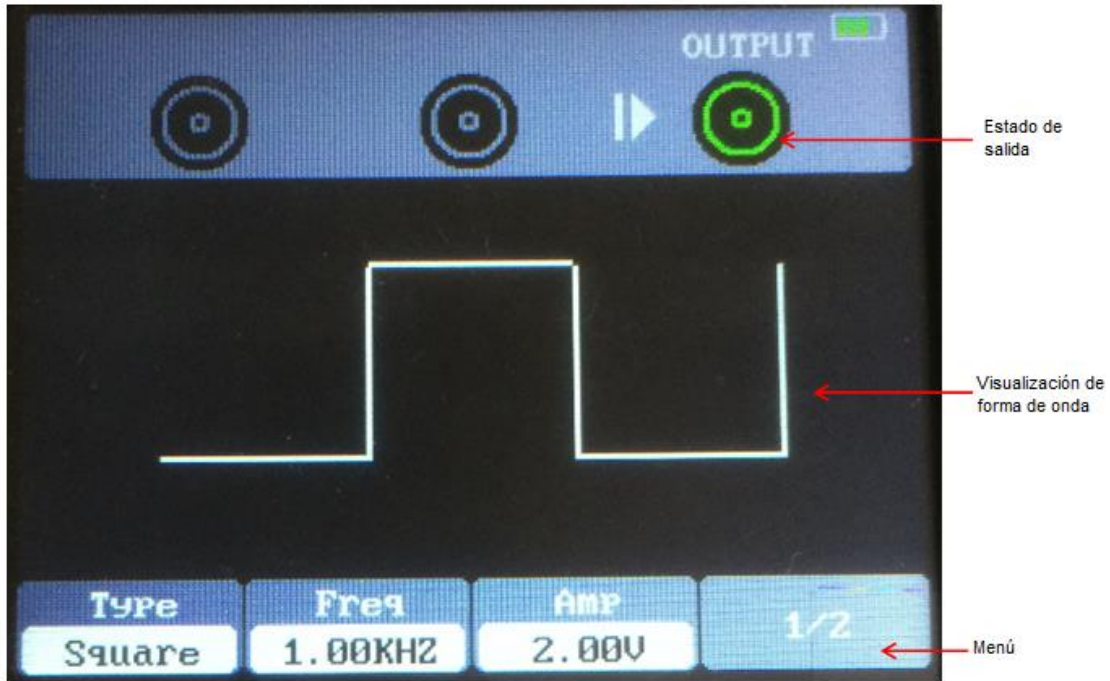 OUTPUT
Estado de
salida
Visualización de
forma de onda
Type
Freq
Amp
1/2
Square
1.00KHZ
2.00V
Menú